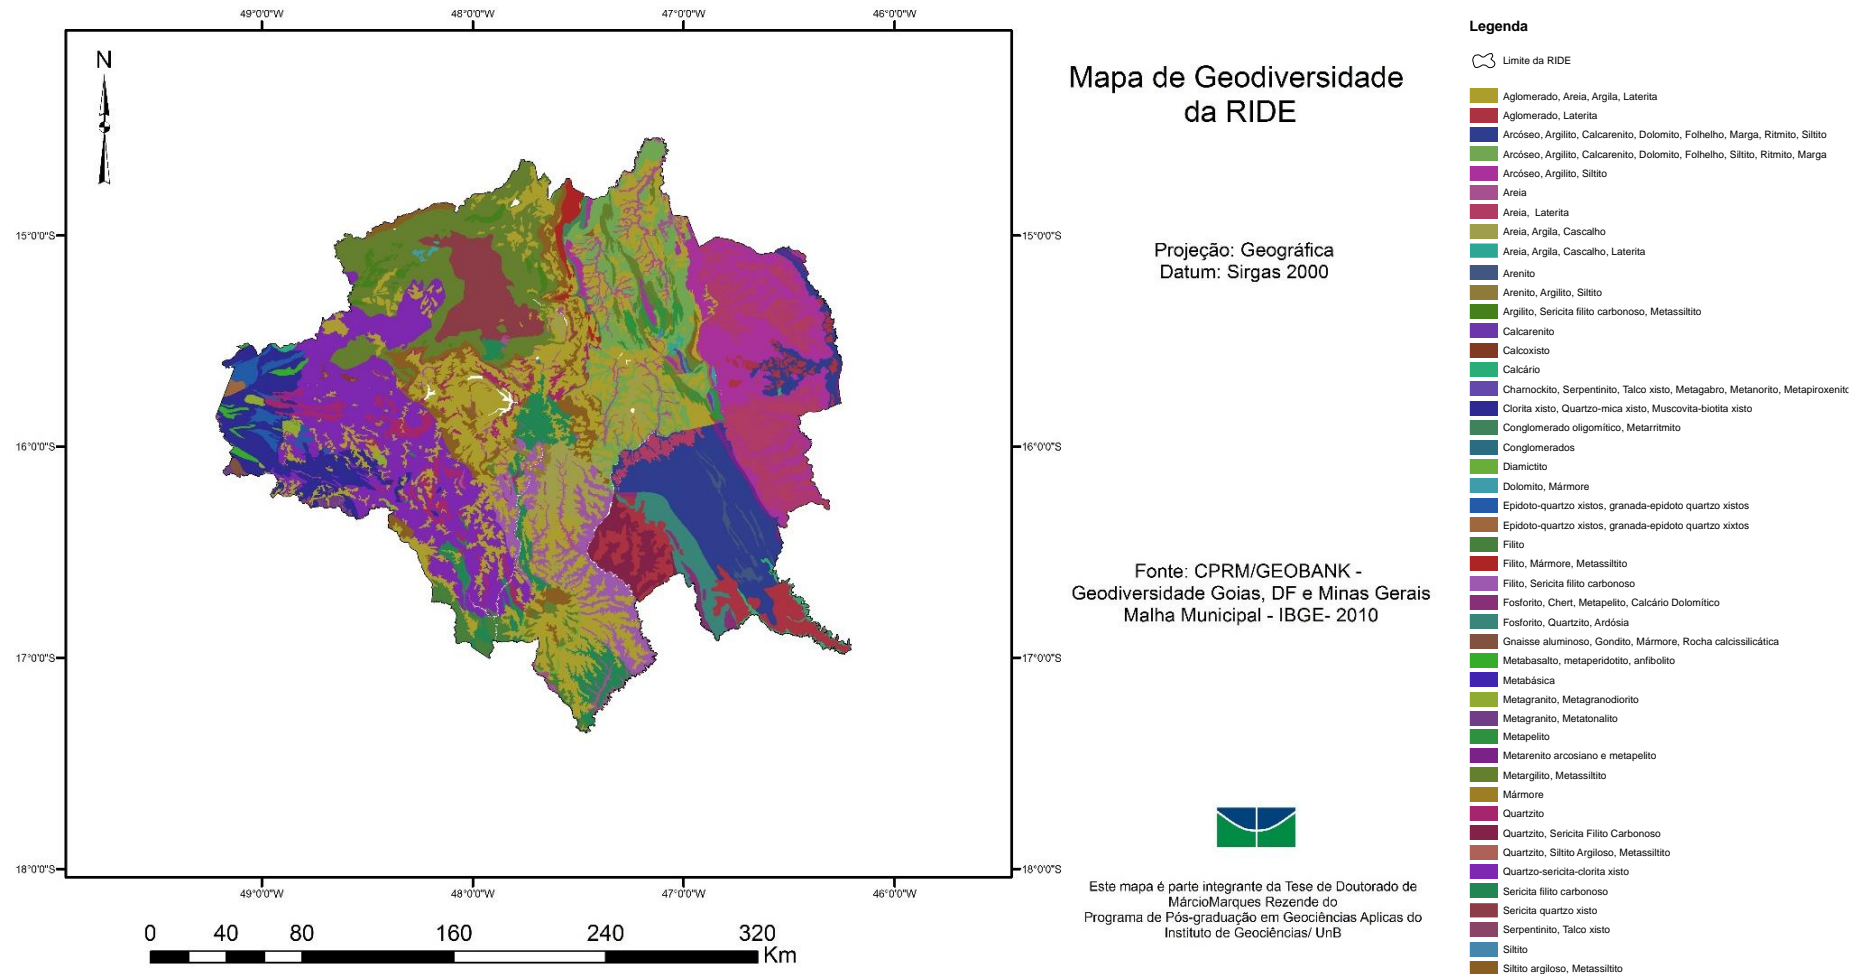 49°0'0"W
48°0'0"W
47°0'0"W
46°0'0"W
N
15°0'0"S
16°0'0"S
17°0'0"S
18°0'0"S
15°0'0"S
16°0'0"S
17°0'0"S
18°0'0"S
49°0'0"W
48°0'0"W
47°0'0"W
46°0'0"W
0 40 80 160 240 320
Km
Mapa de Geodiversidade
da RIDE
Projeção: Geográfica
Datum: Sirgas 2000
Fonte: CPRM/GEOBANK -
Geodiversidade Goias, DF e Minas Gerais
Malha Municipal - IBGE- 2010
Este mapa é parte integrante da Tese de Doutorado de
MárcioMarques Rezende do
Programa de Pós-graduação em Geociências Aplicas do
Instituto de Geociências/ UnB
Legenda
Limite da RIDE
Aglomerado, Areia, Argila, Laterita
Aglomerado, Laterita
Arcóseo, Argilito, Calcarenito, Dolomito, Folhelho, Marga, Ritmito, Siltito
Arcóseo, Argilito, Calcarenito, Dolomito, Folhelho, Siltito, Ritmito, Marga
Arcóseo, Argilito, Siltito
Areia
Areia, Laterita
Areia, Argila, Cascalho
Areia, Argila, Cascalho, Laterita
Arenito
Arenito, Argilito, Siltito
Argilito, Sericita filito carbonoso, Metassiltito
Calcarenito
Calcoxisto
Calcário
Charnockito, Serpentinito, Talco xisto, Metagabro, Metanorito, Metapiroxenito
Clorita xisto, Quartzo-mica xisto, Muscovita-biotita xisto
Conglomerado oligomítico, Metarritmito
Conglomerados
Diamictito
Dolomito, Mármore
Epidoto-quartzo xistos, granada-epidoto quartzo xistos
Epidoto-quartzo xistos, granada-epidoto quartzo xixtos
Filito
Filito, Mármore, Metassiltito
Filito, Sericita filito carbonoso
Fosforito, Chert, Metapelito, Calcário Dolomítico
Fosforito, Quartzito, Ardósia
Gnaisse aluminoso, Gondito, Mármore, Rocha calcissilicática
Metabasalto, metaperidotito, anfibolito
Metabásica
Metagranito, Metagranodiorito
Metagranito, Metatonalito
Metapelito
Metarenito arcosiano e metapelito
Metargilito, Metassiltito
Mármore
Quartzito
Quartzito, Sericita Filito Carbonoso
Quartzito, Siltito Argiloso, Metassiltito
Quartzo-sericita-clorita xisto
Sericita filito carbonoso
Sericita quartzo xisto
Serpentinito, Talco xisto
Siltito
Siltito argiloso, Metassiltito